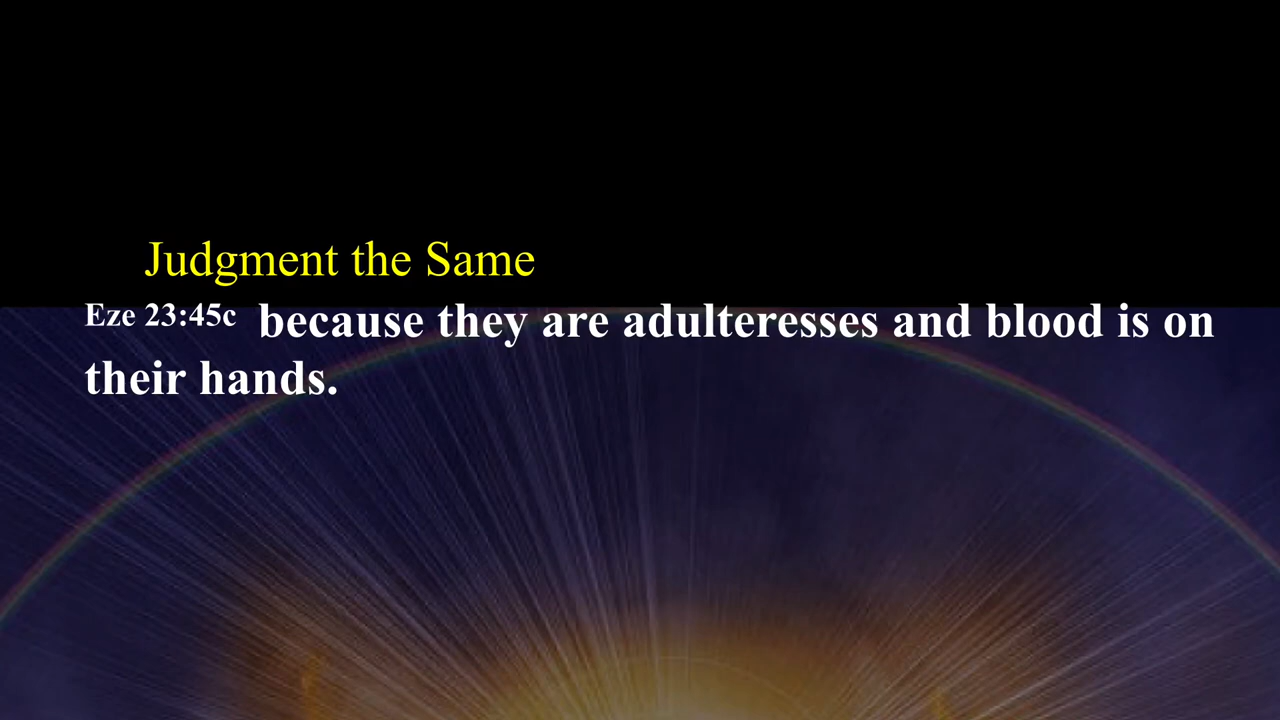 Judgment the Same
Eze 23:45c because they are adulteresses and blood is on
their hands.